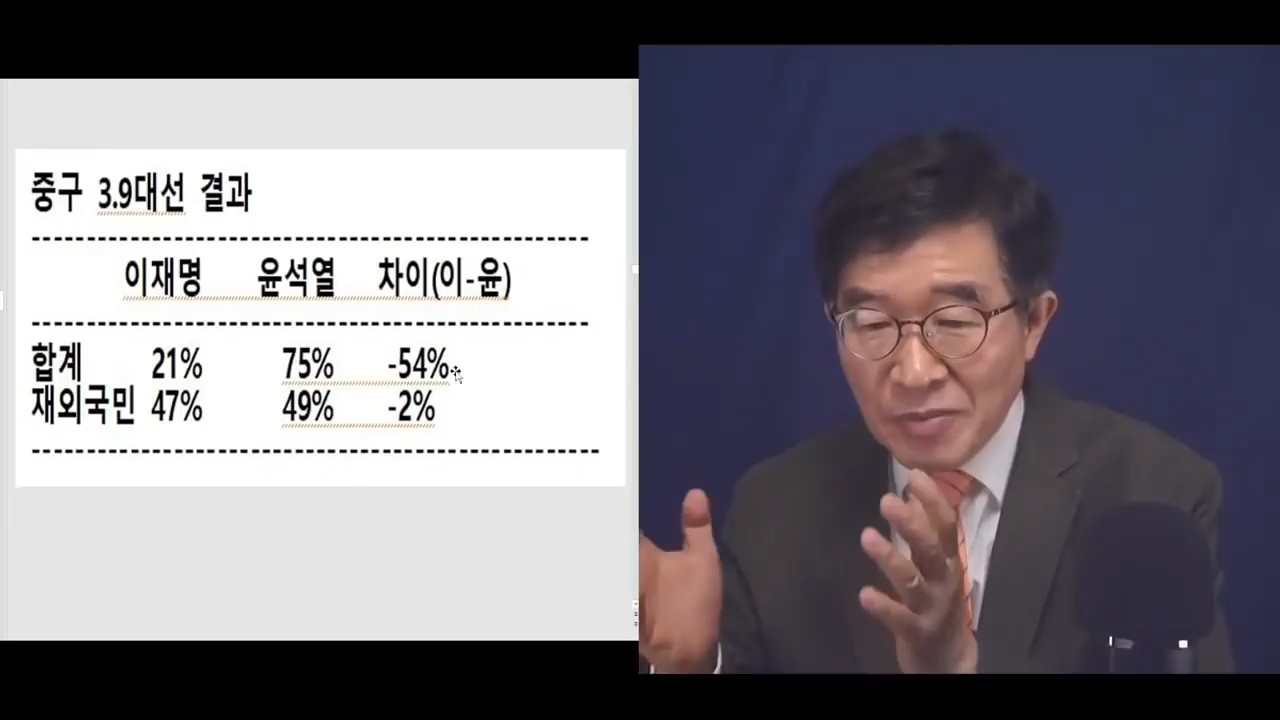 중구 3.9대선 결과
이재명 윤석열 차이(이-윤)
합계 21% 75% -54%
재외국민 47% 49% -2%